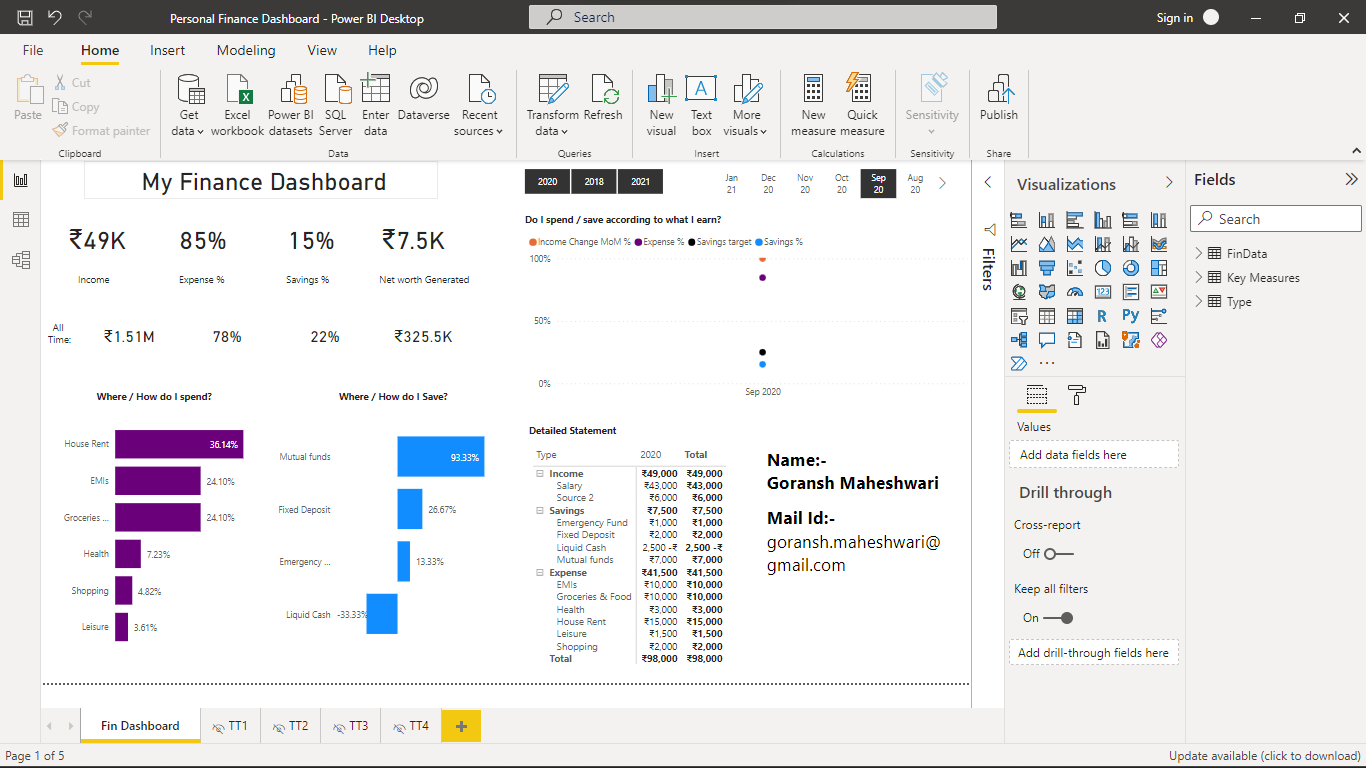 Personal Finance Dashboard - Power BI Desktop
Search
Sign in
File Home Insert Modeling View Help
Paste
Cut
Copy
Format painter
Clipboard
Get data
Excel workbook
Power BI datasets
SQL Server
Enter data
Dataverse
Recent sources
Data
Transform data
Refresh
Queries
New visual
Text box
More visuals
Insert
New measure
Quick measure
Calculations
Sensitivity
Sensitivity
Publish
Share
My Finance Dashboard
₹49K 85% 15% ₹7.5K
Income Expense % Savings % Net worth Generated
All Time: ₹1.51M 78% 22% ₹325.5K
2020 2018 2021
Jan 21 Dec 20 Nov 20 Oct 20 Sep 20 Aug 20
Do I spend / save according to what I earn?
Income Change MoM % Expense % Savings target Savings %
100%
50%
0%
Sep 2020
Where / How do I spend?
House Rent 36.14%
EMIs 24.10%
Groceries ... 24.10%
Health 7.23%
Shopping 4.82%
Leisure 3.61%
Where / How do I Save?
Mutual funds 93.33%
Fixed Deposit 26.67%
Emergency ... 13.33%
Liquid Cash -33.33%
Detailed Statement
Type 2020 Total
Income ₹49,000 ₹49,000
Salary ₹43,000 ₹43,000
Source 2 ₹6,000 ₹6,000
Savings ₹7,500 ₹7,500
Emergency Fund ₹1,000 ₹1,000
Fixed Deposit ₹2,000 ₹2,000
Liquid Cash 2,500 -₹ 2,500 -₹
Mutual funds ₹7,000 ₹7,000
Expense ₹41,500 ₹41,500
EMIs ₹10,000 ₹10,000
Groceries & Food ₹10,000 ₹10,000
Health ₹3,000 ₹3,000
House Rent ₹15,000 ₹15,000
Leisure ₹1,500 ₹1,500
Shopping ₹2,000 ₹2,000
Total ₹98,000 ₹98,000
Name:-
Goransh Maheshwari
Mail Id:-
goransh.maheshwari@
gmail.com
Filters
Visualizations
123
R
Py
Values
Add data fields here
Drill through
Cross-report
Off
Keep all filters
On
Add drill-through fields here
Fields
Search
FinData
Key Measures
Type
Fin Dashboard TT1 TT2 TT3 TT4
Page 1 of 5
Update available (click to download)